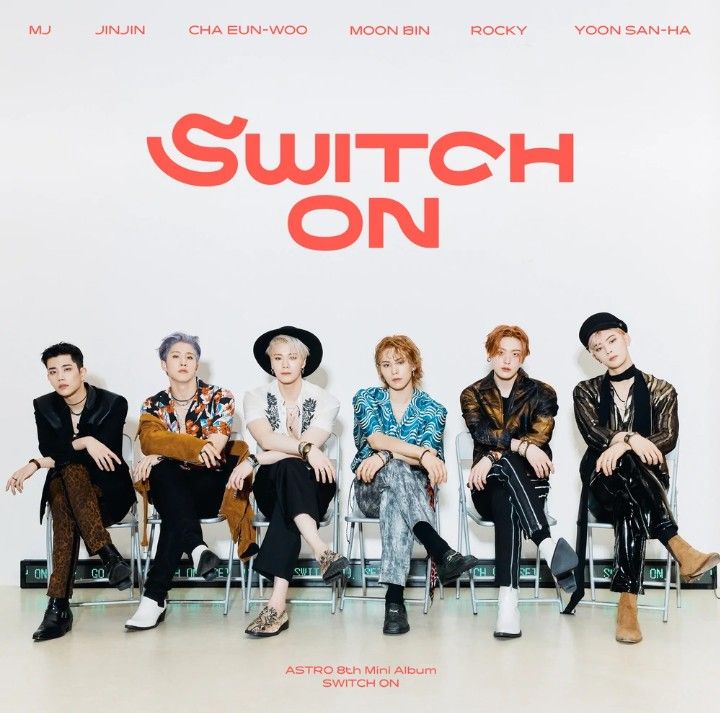 MJ JINJIN CHA EUN-WOO MOON BIN ROCKY YOON SAN-HA
SWITCH
ON
ASTRO 8th Mini Album
SWITCH ON